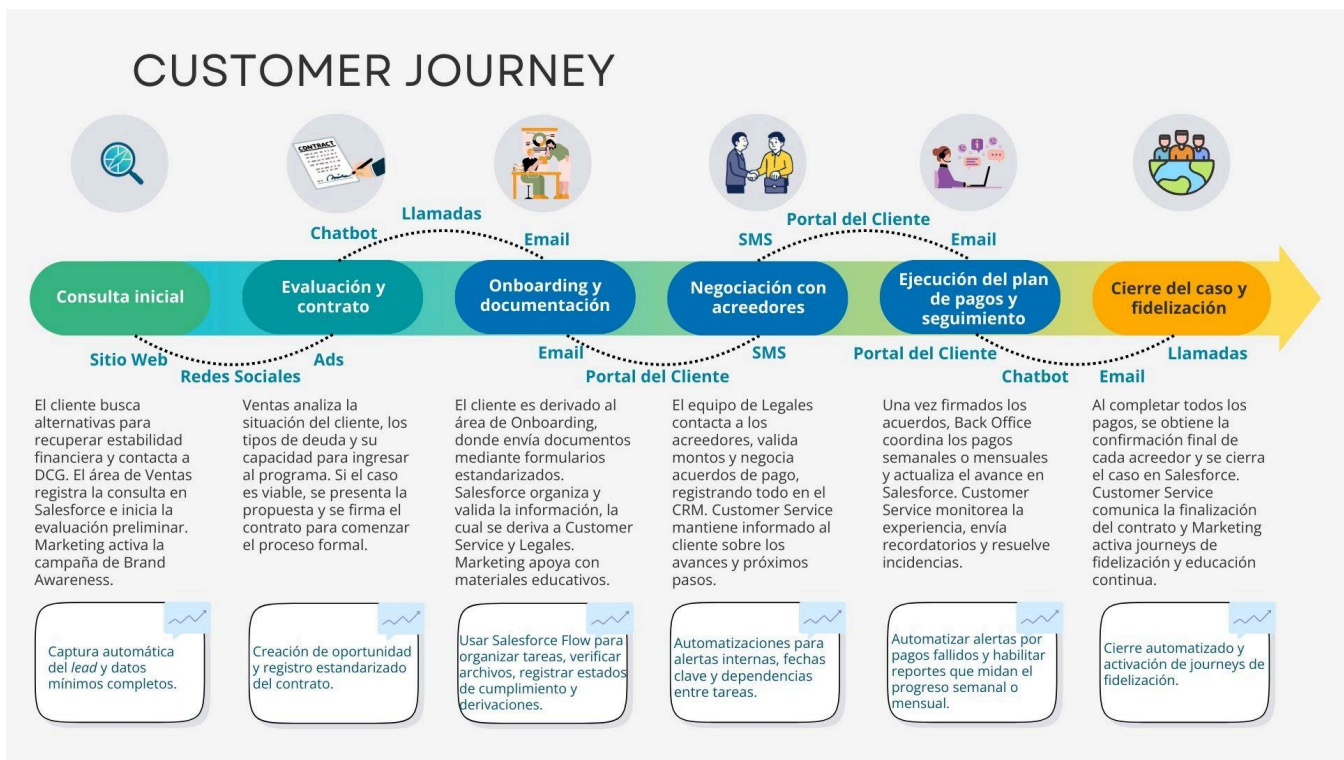 CUSTOMER JOURNEY
CONTRACT
Llamadas
Chatbot
Email
Portal del Cliente
SMS
Email
Consulta inicial
Evaluación y
contrato
Onboarding y
documentación
Negociación con
acreedores
Ejecución del plan
de pagos y
seguimiento
Cierre del caso y
fidelización
Sitio Web
Redes Sociales
Ads
Email
Portal del Cliente
SMS
Portal del Cliente
Chatbot
Email
Llamadas
El cliente busca
alternativas para
recuperar estabilidad
financiera y contacta a
DCG. El área de Ventas
registra la consulta en
Salesforce e inicia la
evaluación preliminar.
Marketing activa la
campaña de Brand
Awareness.
Ventas analiza la
situación del cliente, los
tipos de deuda y su
capacidad para ingresar
al programa. Si el caso
es viable, se presenta la
propuesta y se firma el
contrato para comenzar
el proceso formal.
El cliente es derivado al
área de Onboarding,
donde envía documentos
mediante formularios
estandarizados.
Salesforce organiza y
valida la información, la
cual se deriva a Customer
Service y Legales.
Marketing apoya con
materiales educativos.
El equipo de Legales
contacta a los
acreedores, valida
montos y negocia
acuerdos de pago,
registrando todo en el
CRM. Customer Service
mantiene informado al
cliente sobre los
avances y próximos
pasos.
Una vez firmados los
acuerdos, Back Office
coordina los pagos
semanales o mensuales
y actualiza el avance en
Salesforce. Customer
Service monitorea la
experiencia, envía
recordatorios y resuelve
incidencias.
Al completar todos los
pagos, se obtiene la
confirmación final de
cada acreedor y se cierra
el caso en Salesforce.
Customer Service
comunica la finalización
del contrato y Marketing
activa journeys de
fidelización y educación
continua.
Captura automática
del lead y datos
mínimos completos.
Creación de oportunidad
y registro estandarizado
del contrato.
Usar Salesforce Flow para
organizar tareas, verificar
archivos, registrar estados
de cumplimiento y
derivaciones.
Automatizaciones para
alertas internas, fechas
clave y dependencias
entre tareas.
Automatizar alertas por
pagos fallidos y habilitar
reportes que midan el
progreso semanal o
mensual.
Cierre automatizado y
activación de journeys de
fidelización.